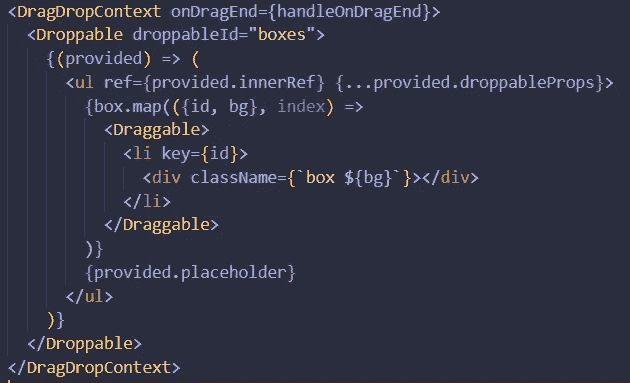 <DragDropContext onDragEnd={handleOnDragEnd}>
  <Droppable droppableId="boxes">
    {(provided) => (
      <ul ref={provided.innerRef} {...provided.droppableProps}>
        {box.map(({id, bg}, index) =>
          <Draggable>
            <li key={id}>
              <div className={`box ${bg}`}></div>
            </li>
          </Draggable>
        )}
        {provided.placeholder}
      </ul>
    )}
  </Droppable>
</DragDropContext>